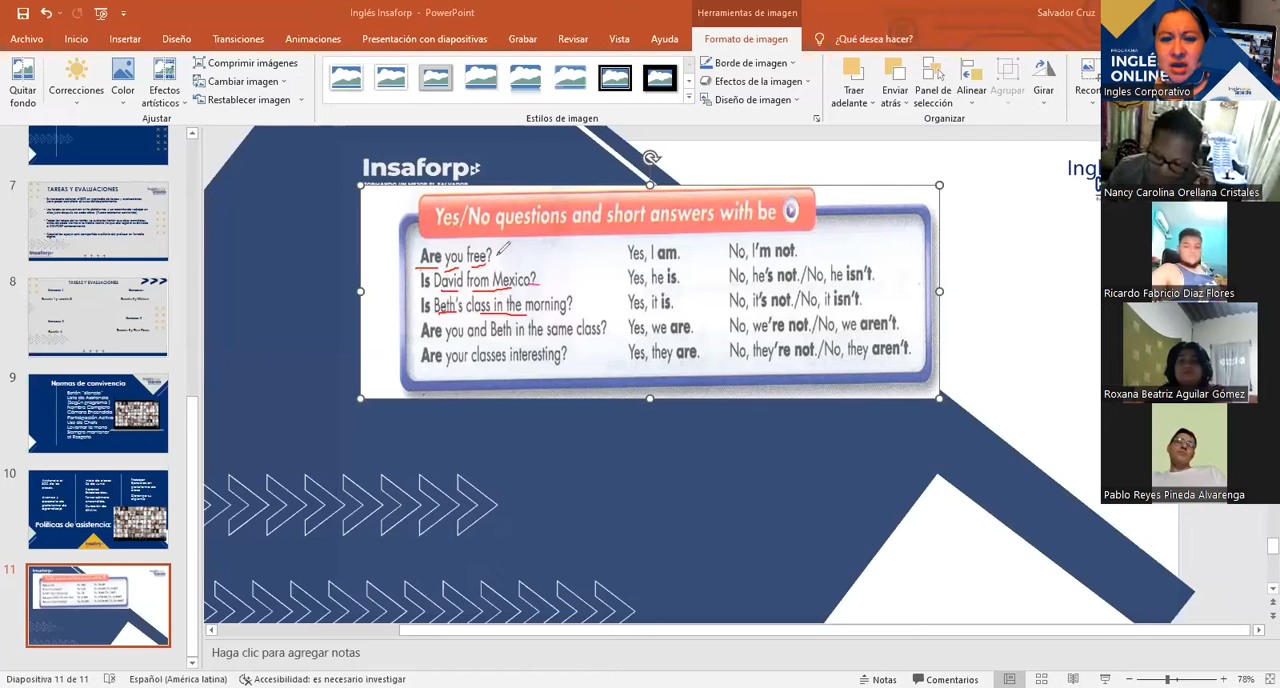 Inglés Insaforp - PowerPoint
Herramientas de imagen
Salvador Cruz
Archivo
Inicio
Insertar
Diseño
Transiciones
Animaciones
Presentación con diapositivas
Grabar
Revisar
Vista
Ayuda
Formato de imagen
¿Qué desea hacer?
Quitar fondo
Correcciones
Color
Efectos artísticos
Comprimir imágenes
Cambiar imagen
Restablecer imagen
Ajustar
Estilos de imagen
Borde de imagen
Efectos de la imagen
Diseño de imagen
Traer adelante
Enviar atrás
Panel de selección
Alinear
Agrupar
Girar
Organizar
7
TAREAS Y EVALUACIONES
8
TAREAS Y EVALUACIONES
9
Normas de convivencia
10
Políticas de asistencia:
11
Insaforp
Yes/No questions and short answers with be
Are you free? Yes, I am. No, I'm not.
Is David from Mexico? Yes, he is. No, he's not./No, he isn't.
Is Beth's class in the morning? Yes, it is. No, it's not./No, it isn't.
Are you and Beth in the same class? Yes, we are. No, we're not./No, we aren't.
Are your classes interesting? Yes, they are. No, they're not./No, they aren't.
PROGRAMA
INGLÉS
ONLINE
Ingles Corporativo
Nancy Carolina Orellana Cristales
Ricardo Fabricio Diaz Flores
Roxana Beatriz Aguilar Gómez
Pablo Reyes Pineda Alvarenga
Haga clic para agregar notas
Diapositiva 11 de 11
Español (América latina)
Accesibilidad: es necesario investigar
Notas
Comentarios
78%